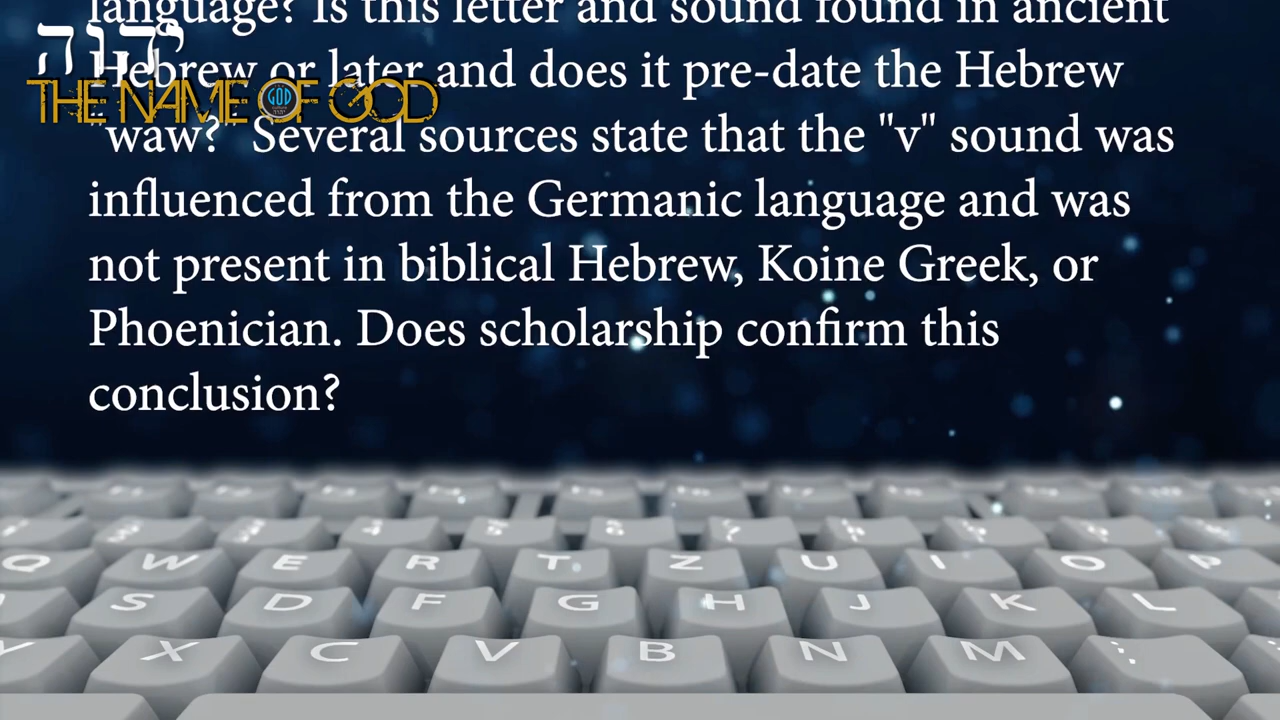 language? Is this letter and sound found in ancient
יהוה
Hebrew or later and does it pre-date the Hebrew
THE NAME OF GOD
GOD
"waw?" Several sources state that the "v" sound was
influenced from the Germanic language and was
not present in biblical Hebrew, Koine Greek, or
Phoenician. Does scholarship confirm this
conclusion?
Q W E R T Z U I O P
S D F G H J K L
X C V B N M